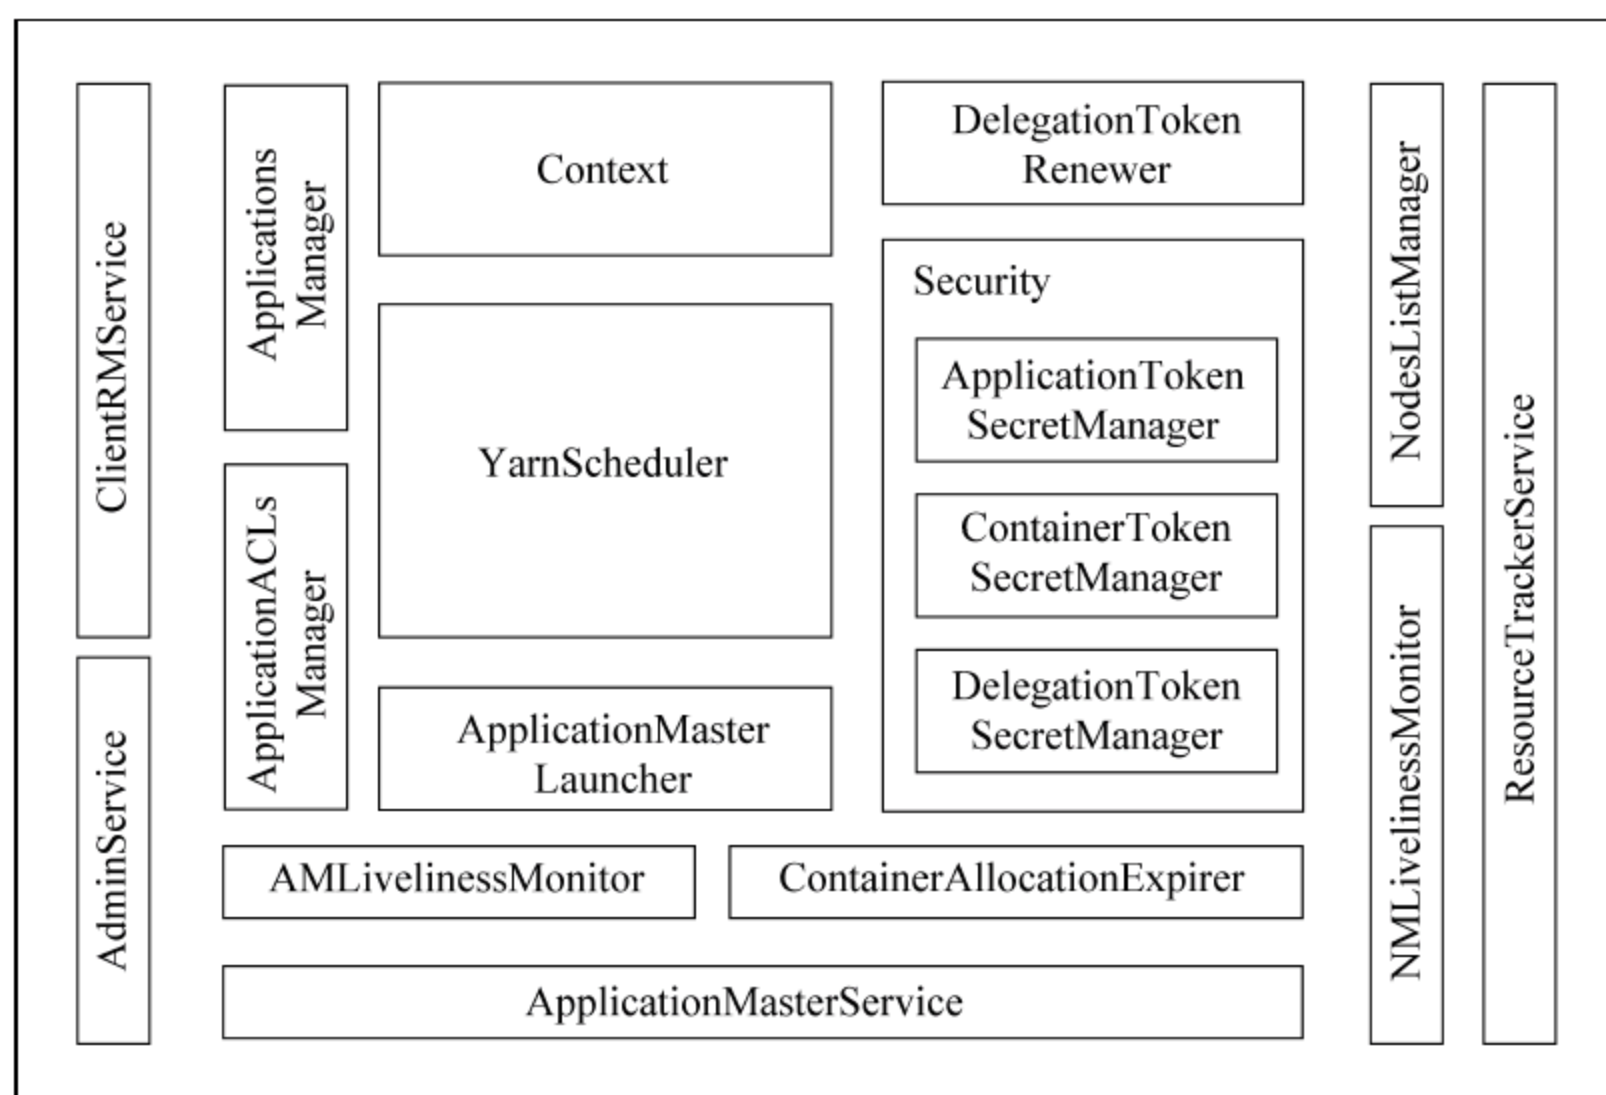 ClientRMService
AdminService
Applications
Manager
ApplicationACLs
Manager
Context
YarnScheduler
ApplicationMaster
Launcher
DelegationToken
Renewer
Security
ApplicationToken
SecretManager
ContainerToken
SecretManager
DelegationToken
SecretManager
AMLivelinessMonitor
ContainerAllocationExpirer
ApplicationMasterService
NodesListManager
NMLivelinessMonitor
ResourceTrackerService